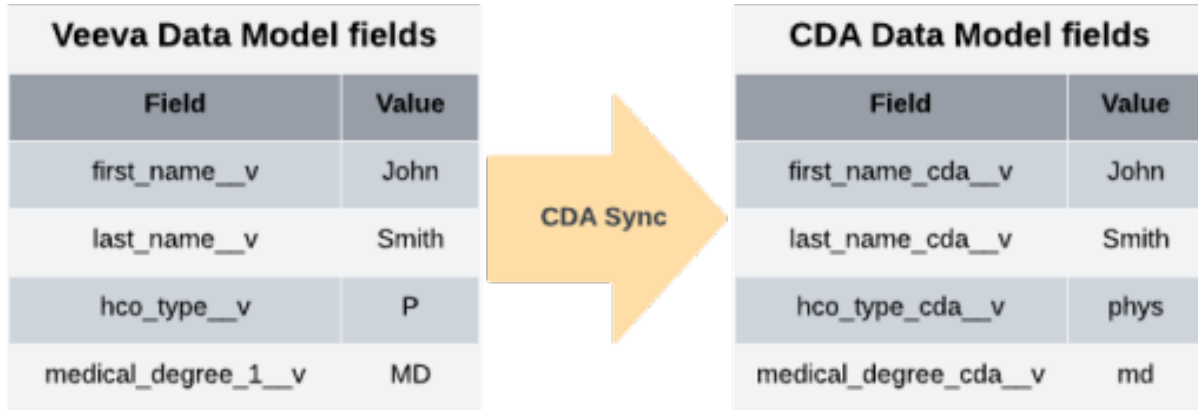 Veeva Data Model fields
Field Value
first_name__v John
last_name__v Smith
hco_type__v P
medical_degree_1__v MD
CDA Sync
CDA Data Model fields
Field Value
first_name_cda__v John
last_name_cda__v Smith
hco_type_cda__v phys
medical_degree_cda__v md